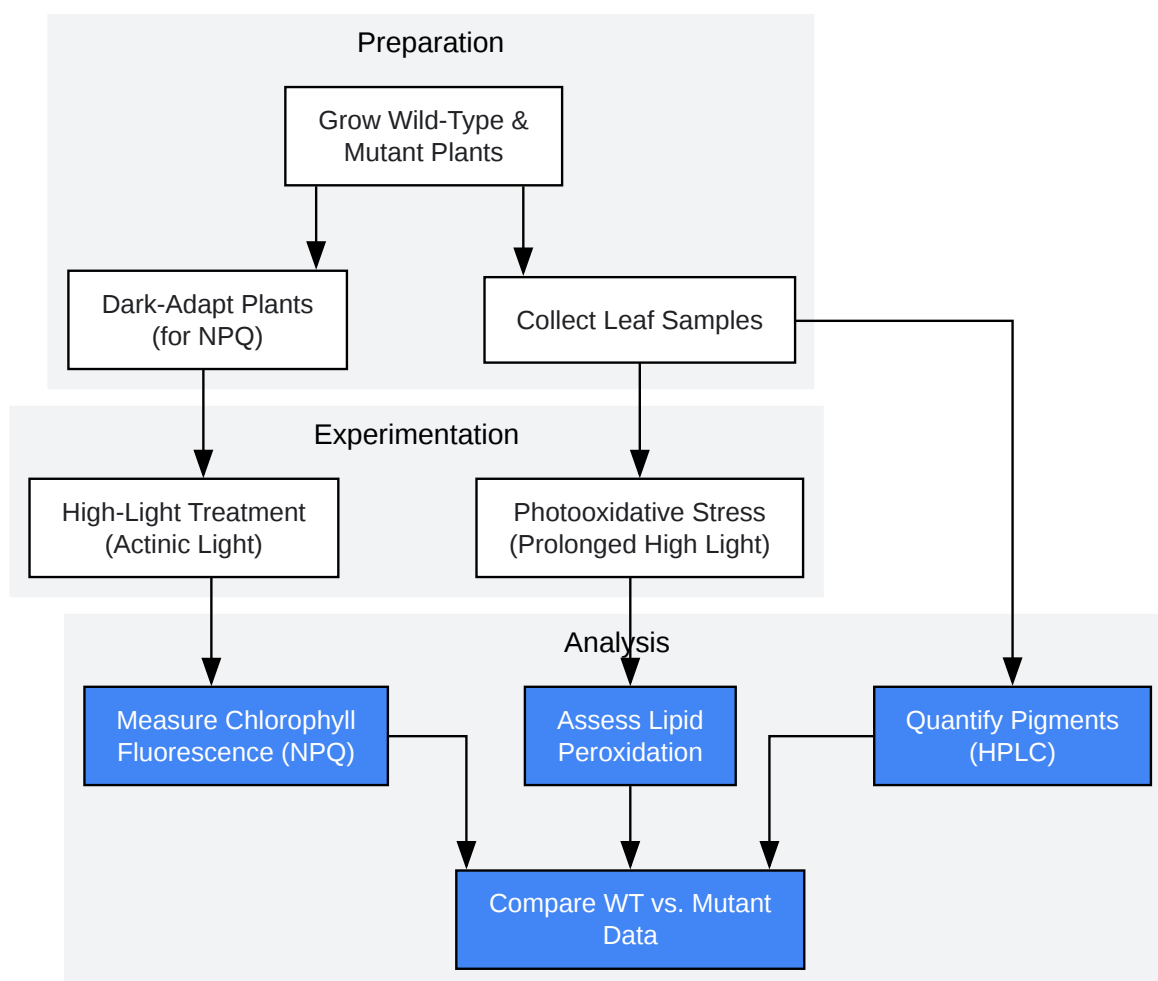 Preparation
Grow Wild-Type &
Mutant Plants
Dark-Adapt Plants
(for NPQ)
Collect Leaf Samples
Experimentation
High-Light Treatment
(Actinic Light)
Photooxidative Stress
(Prolonged High Light)
Analysis
Measure Chlorophyll
Fluorescence (NPQ)
Assess Lipid
Peroxidation
Quantify Pigments
(HPLC)
Compare WT vs. Mutant
Data